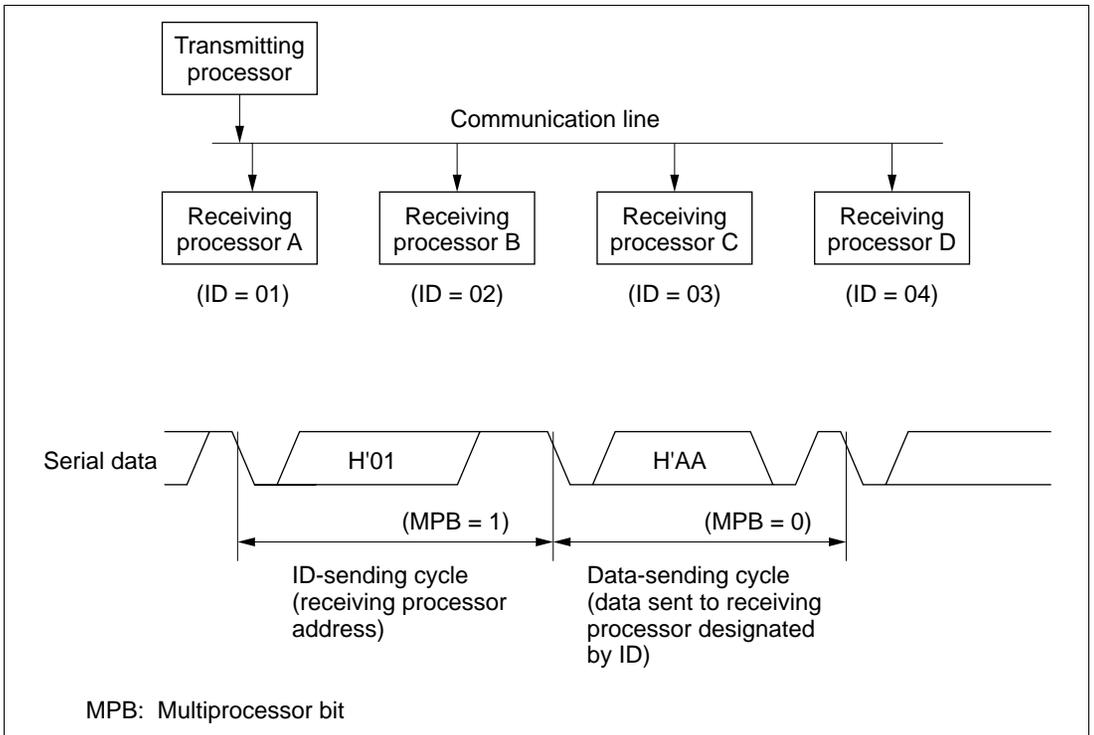 Transmitting
processor
Communication line
Receiving
processor A
Receiving
processor B
Receiving
processor C
Receiving
processor D
(ID = 01)
(ID = 02)
(ID = 03)
(ID = 04)
Serial data
H'01
H'AA
(MPB = 1)
(MPB = 0)
ID-sending cycle
(receiving processor
address)
Data-sending cycle
(data sent to receiving
processor designated
by ID)
MPB: Multiprocessor bit